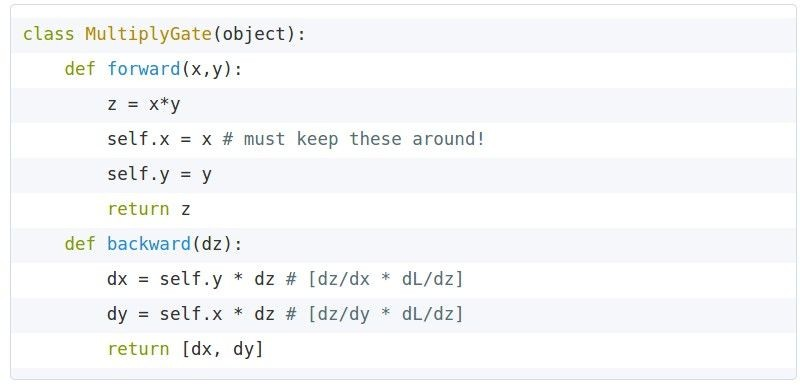 class MultiplyGate(object):
    def forward(x,y):
        z = x*y
        self.x = x # must keep these around!
        self.y = y
        return z
    def backward(dz):
        dx = self.y * dz # [dz/dx * dL/dz]
        dy = self.x * dz # [dz/dy * dL/dz]
        return [dx, dy]